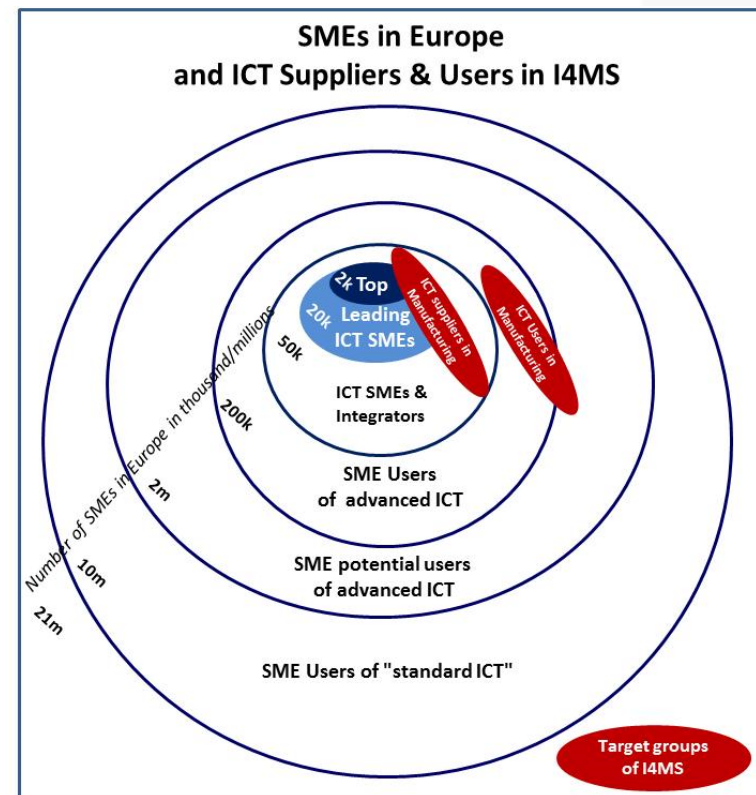 SMEs in Europe
and ICT Suppliers & Users in I4MS
2k Top
20k Leading
ICT SMEs
ICT suppliers in
Manufacturing
ICT Users in
Manufacturing
50k
ICT SMEs &
Integrators
200k
SME Users
of advanced ICT
2m
SME potential users
of advanced ICT
Number of SMEs in Europe in thousand/millions
10m
21m
SME Users of "standard ICT"
Target groups
of I4MS